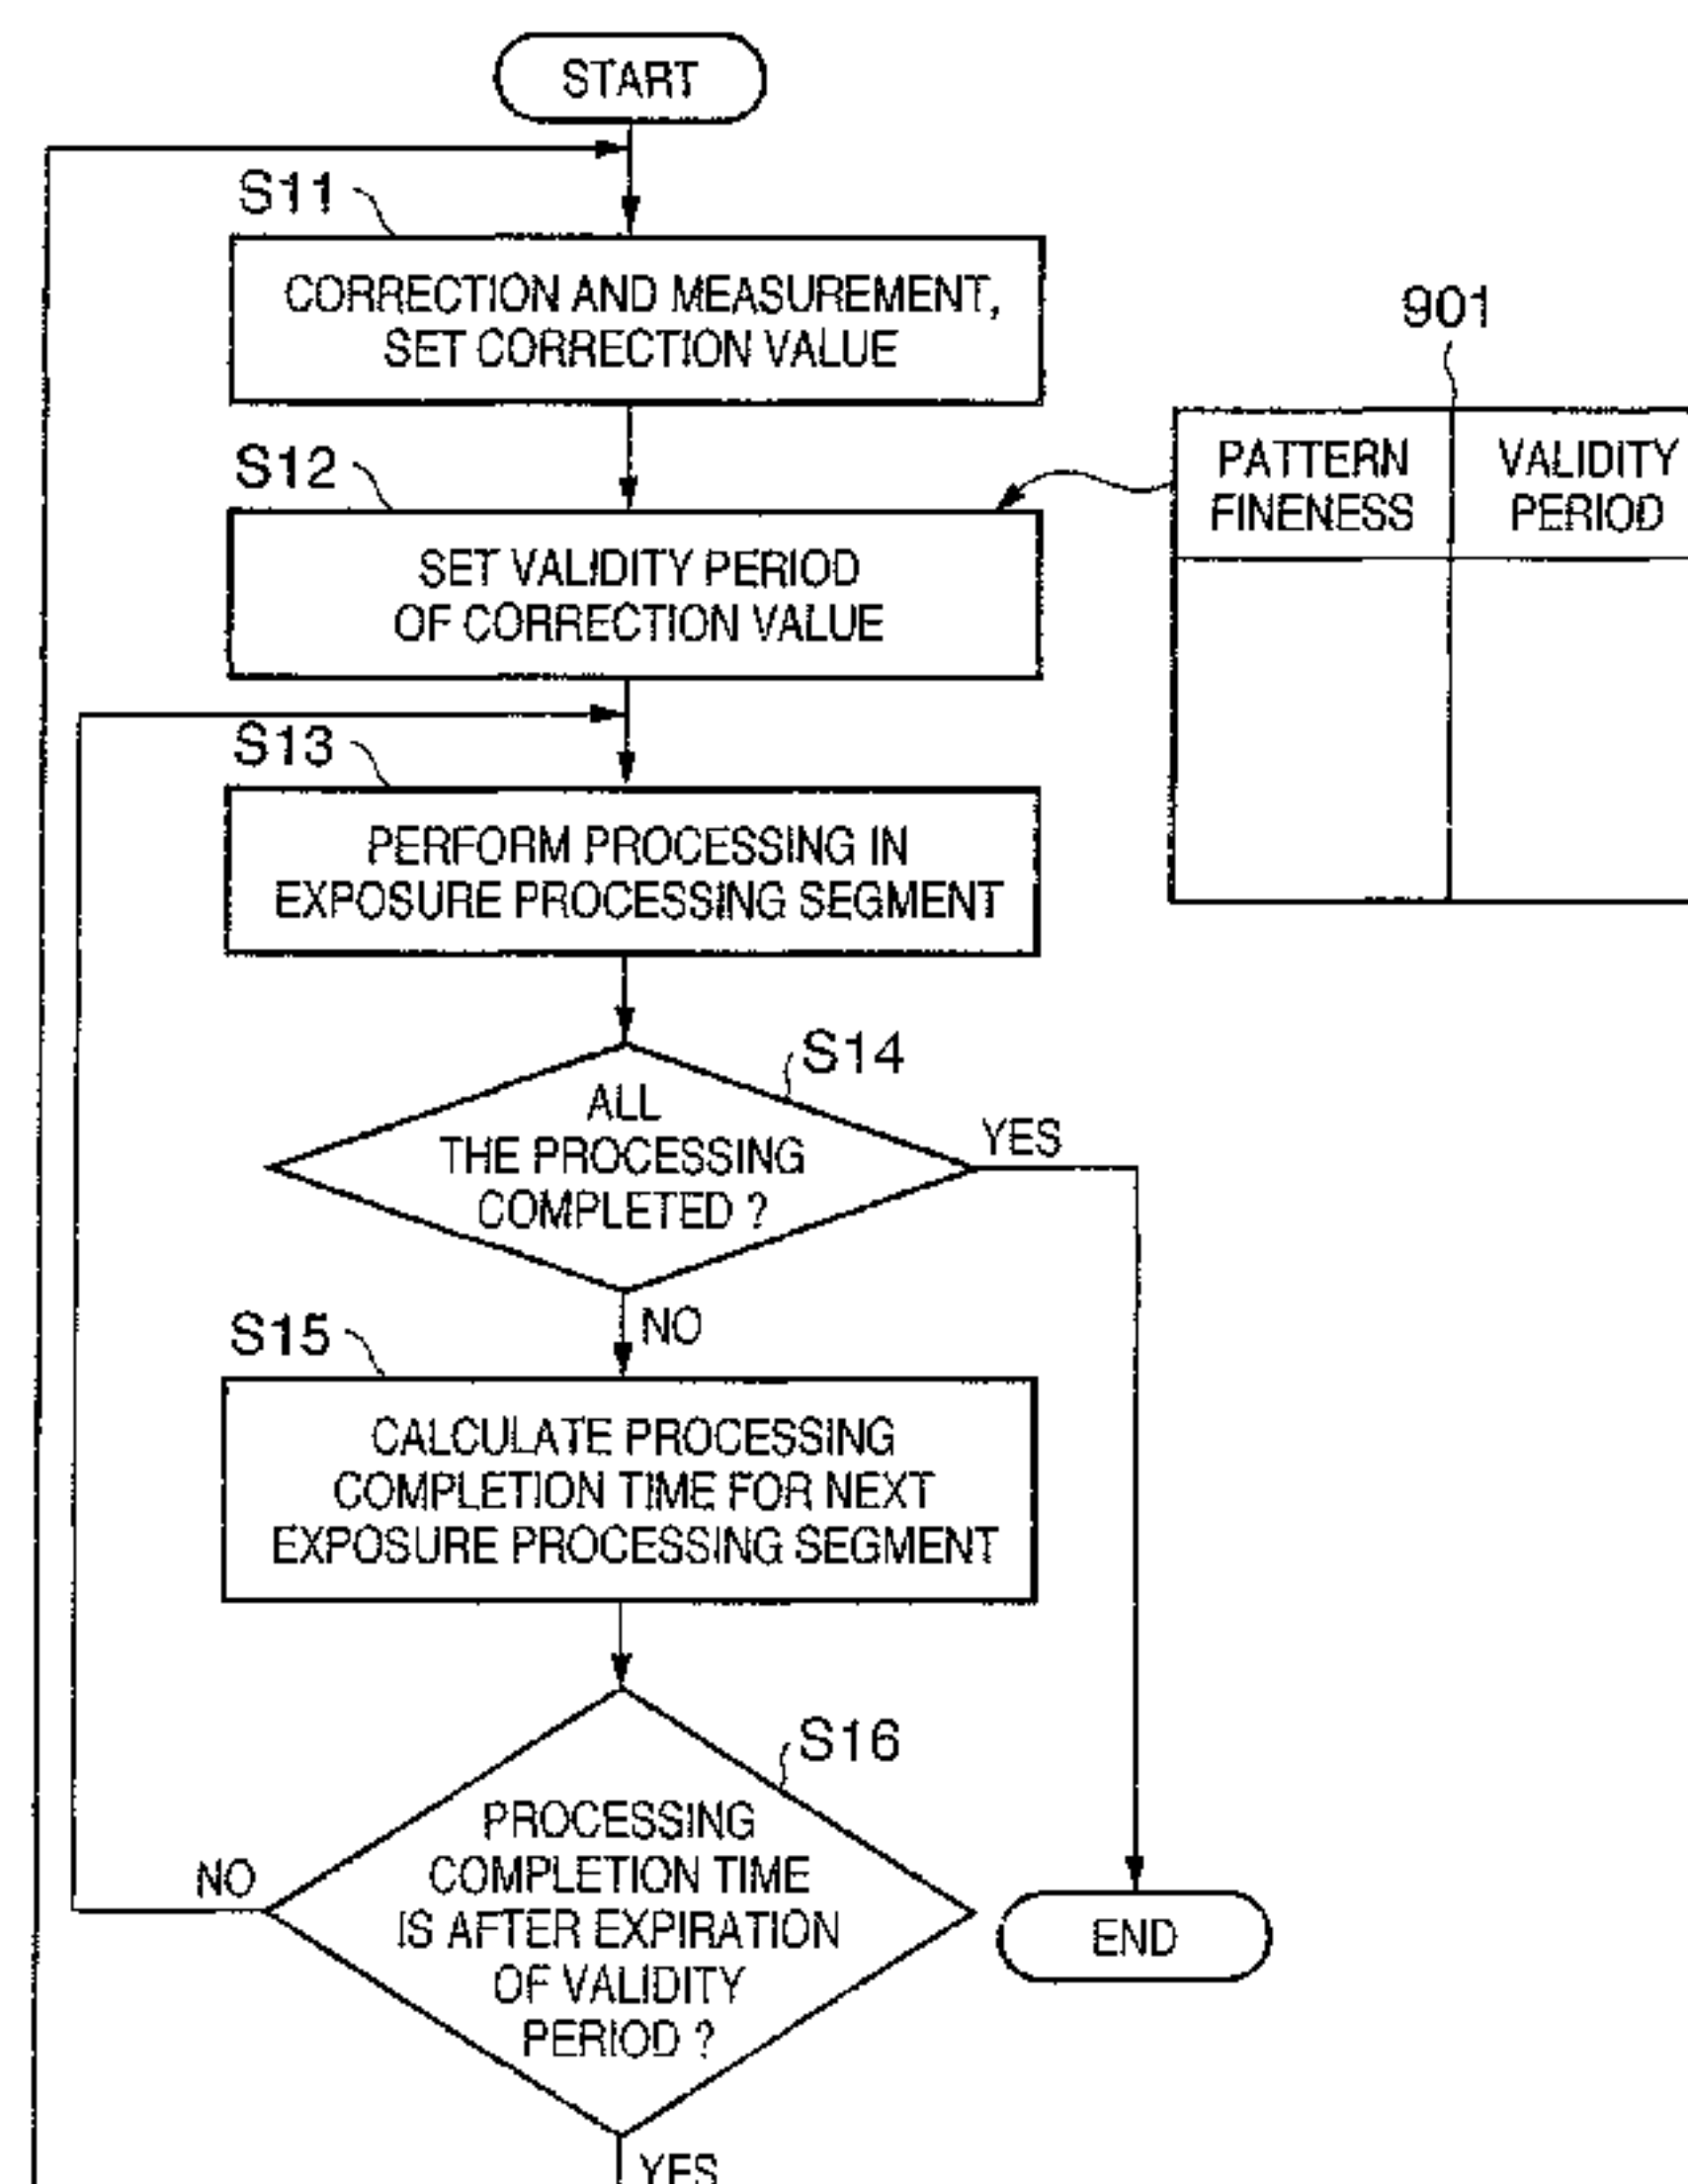 START
S11
CORRECTION AND MEASUREMENT,
SET CORRECTION VALUE
901
PATTERN
FINENESS
VALIDITY
PERIOD
S12
SET VALIDITY PERIOD
OF CORRECTION VALUE
S13
PERFORM PROCESSING IN
EXPOSURE PROCESSING SEGMENT
S14
ALL
THE PROCESSING
COMPLETED ?
YES
NO
S15
CALCULATE PROCESSING
COMPLETION TIME FOR NEXT
EXPOSURE PROCESSING SEGMENT
S16
PROCESSING
COMPLETION TIME
IS AFTER EXPIRATION
OF VALIDITY
PERIOD ?
NO
END
YES